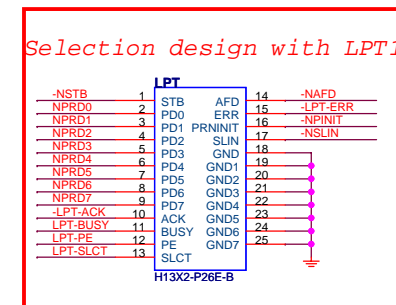 Selection design with LPT1
LPT
-NSTB 1 STB AFD 14 -NAFD
NPRD0 2 PD0 ERR 15 -LPT-ERR
NPRD1 3 PD1 PRNINIT 16 -NPINIT
NPRD2 4 PD2 SLIN 17 -NSLIN
NPRD3 5 PD3 GND 18
NPRD4 6 PD4 GND1 19
NPRD5 7 PD5 GND2 20
NPRD6 8 PD6 GND3 21
NPRD7 9 PD7 GND4 22
-LPT-ACK 10 ACK GND5 23
LPT-BUSY 11 BUSY GND6 24
LPT-PE 12 PE GND7 25
LPT-SLCT 13 SLCT
H13X2-P26E-B